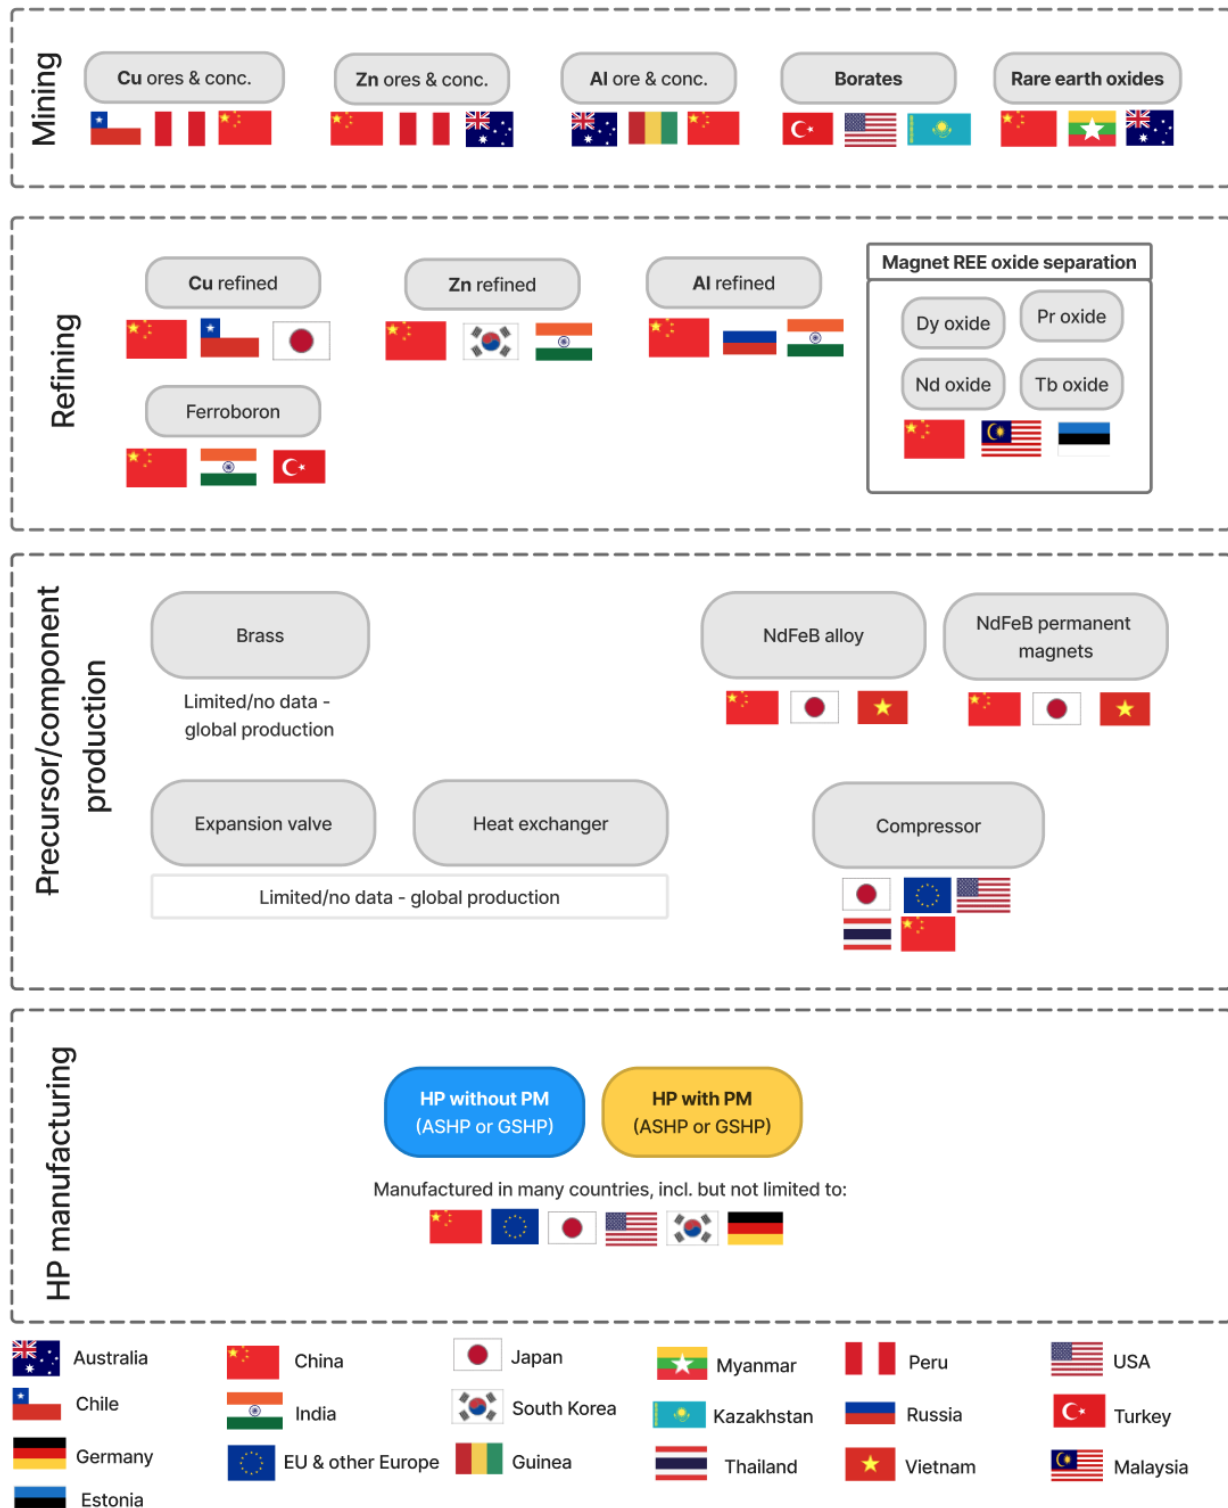 Mining
Cu ores & conc.
Zn ores & conc.
Al ore & conc.
Borates
Rare earth oxides
Refining
Cu refined
Zn refined
Al refined
Magnet REE oxide separation
Dy oxide
Pr oxide
Nd oxide
Tb oxide
Ferroboron
Precursor/component
production
Brass
Limited/no data -
global production
NdFeB alloy
NdFeB permanent
magnets
Expansion valve
Heat exchanger
Limited/no data - global production
Compressor
HP manufacturing
HP without PM
(ASHP or GSHP)
HP with PM
(ASHP or GSHP)
Manufactured in many countries, incl. but not limited to:
Australia
China
Japan
Myanmar
Peru
USA
Chile
India
South Korea
Kazakhstan
Russia
Turkey
Germany
EU & other Europe
Guinea
Thailand
Vietnam
Malaysia
Estonia